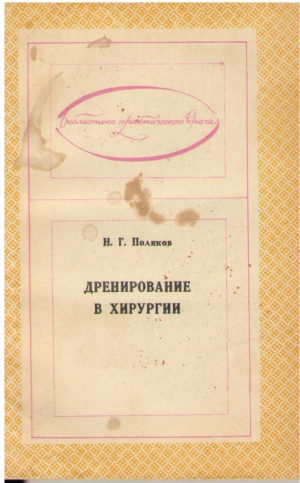 Библиотека практического врача
Н. Г. Поляков
ДРЕНИРОВАНИЕ
В ХИРУРГИИ